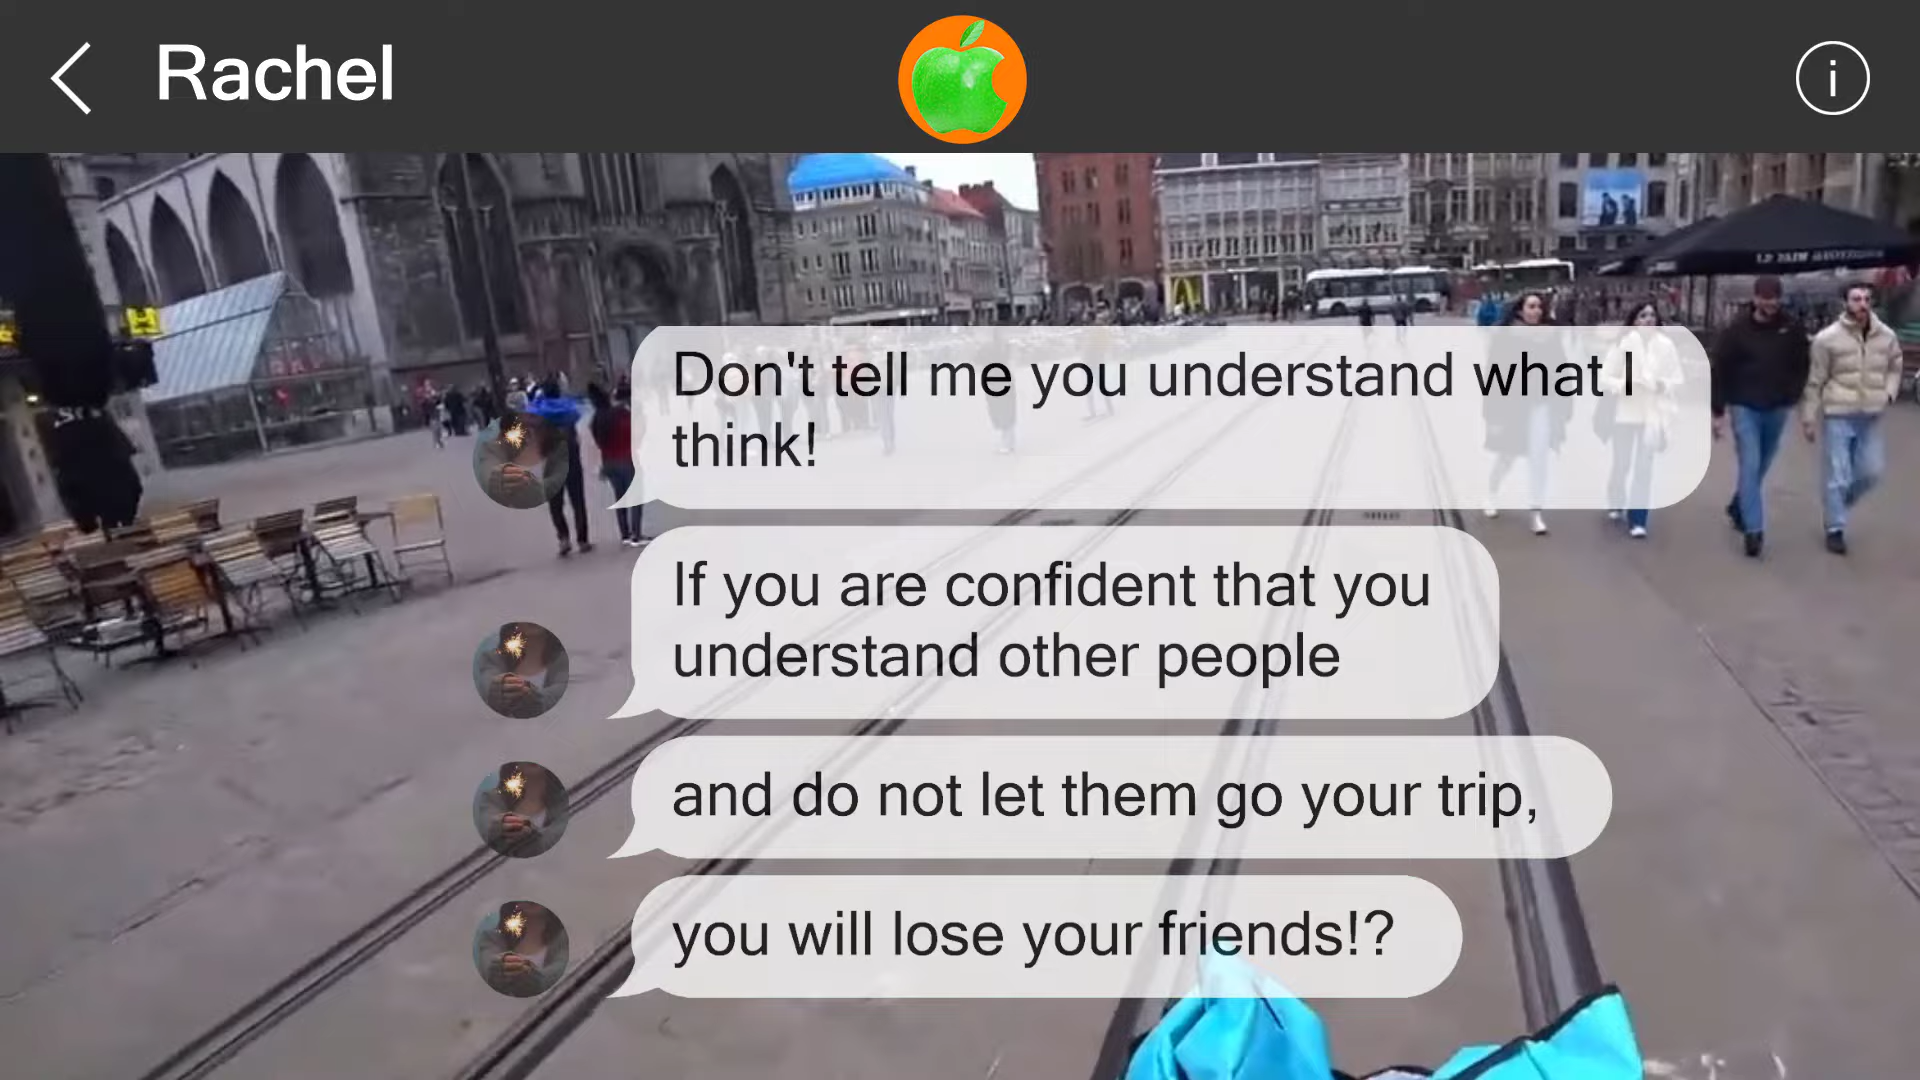 Rachel
Don't tell me you understand what I
think!
If you are confident that you
understand other people
and do not let them go your trip,
you will lose your friends!?